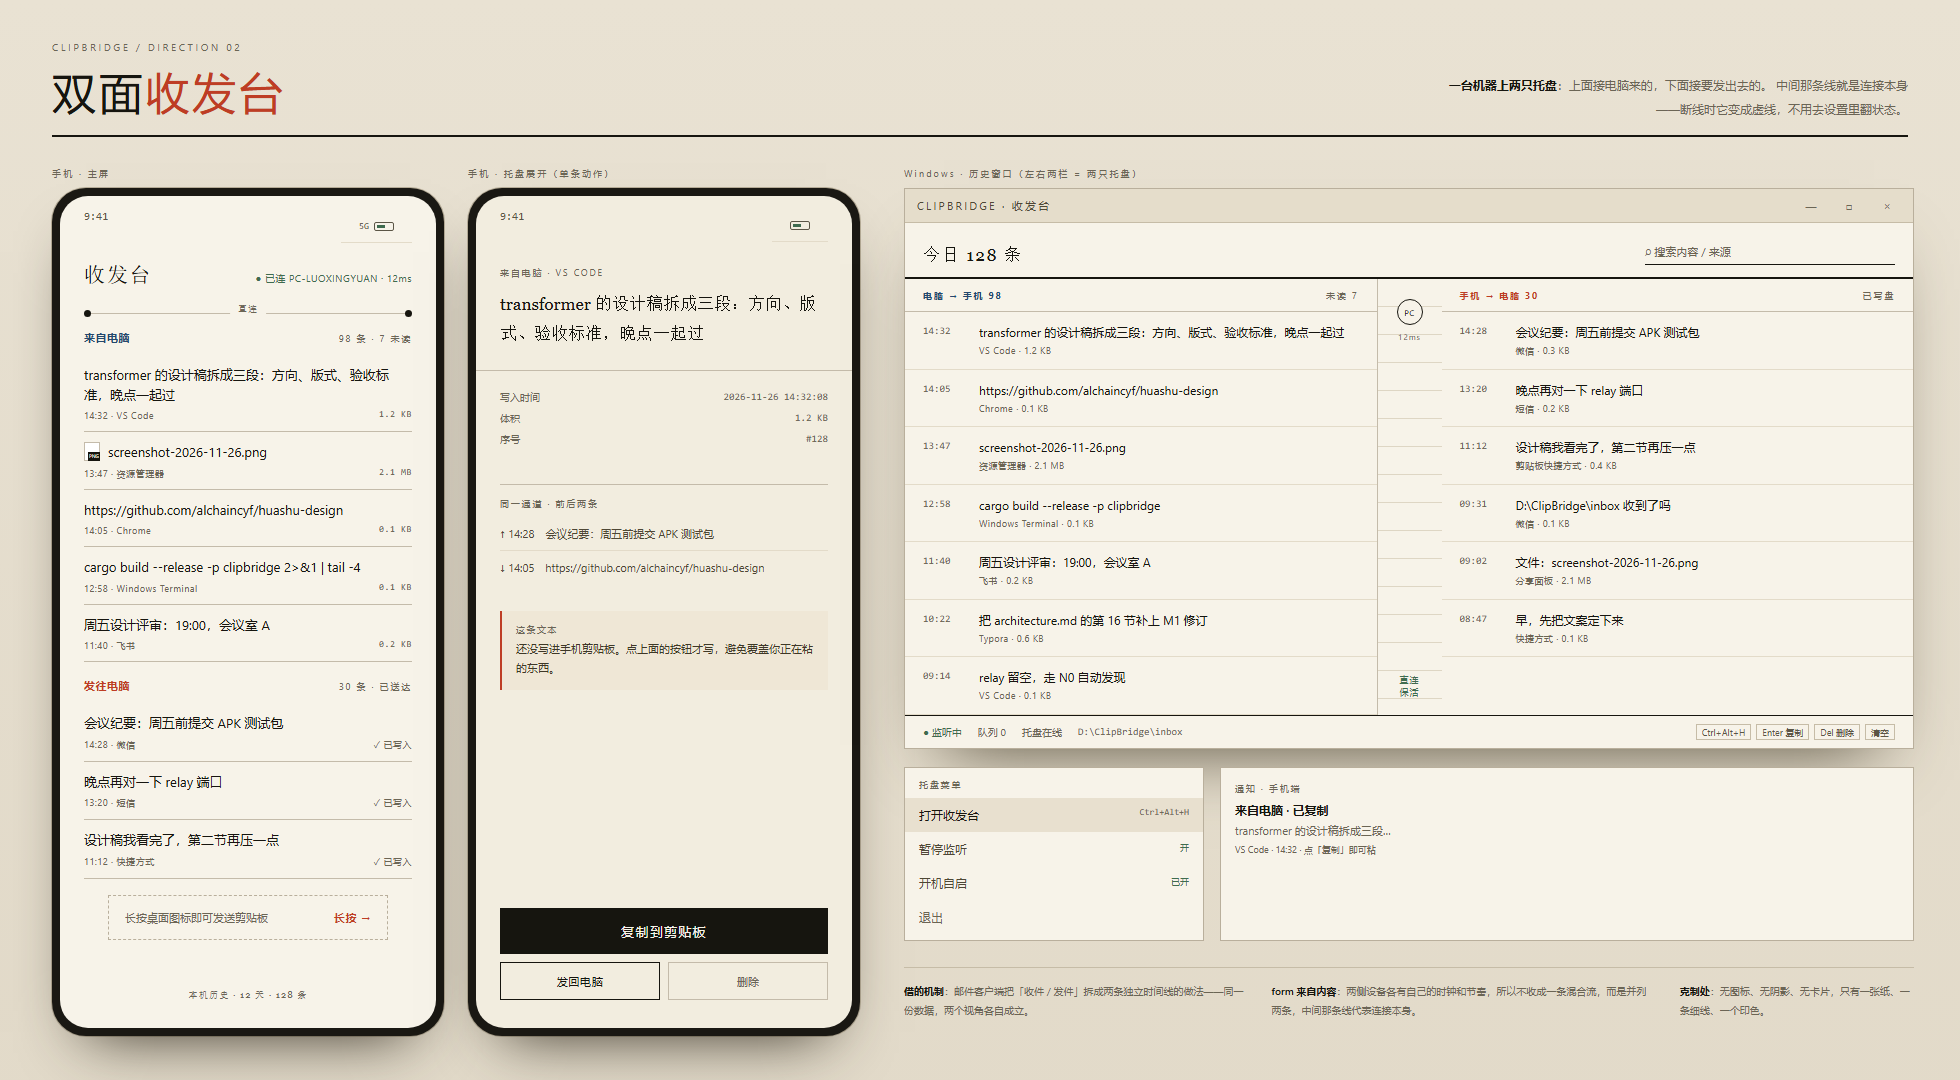 CLIPBRIDGE / DIRECTION 02
双面收发台
一台机器上两只托盘：上面接电脑来的，下面接要发出去的。 中间那条线就是连接本身
——断线时它变成虚线，不用去设置里翻状态。
手机 · 主屏
9:41
5G
收发台
● 已连 PC-LUOXINGYUAN · 12ms
直连
来自电脑
98 条 · 7 未读
transformer 的设计稿拆成三段：方向、版式、验收标
准，晚点一起过
14:32 · VS Code
1.2 KB
PNG
screenshot-2026-11-26.png
13:47 · 资源管理器
2.1 MB
https://github.com/alchaincyf/huashu-design
14:05 · Chrome
0.1 KB
cargo build --release -p clipbridge 2>&1 | tail -4
12:58 · Windows Terminal
0.1 KB
周五设计评审：19:00，会议室 A
11:40 · 飞书
0.2 KB
发往电脑
30 条 · 已送达
会议纪要：周五前提交 APK 测试包
14:28 · 微信
✓ 已写入
晚点再对一下 relay 端口
13:20 · 短信
✓ 已写入
设计稿我看完了，第二节再压一点
11:12 · 快捷方式
✓ 已写入
长按桌面图标即可发送剪贴板
长按 →
本机历史 · 12 天 · 128 条
手机 · 托盘展开（单条动作）
9:41
来自电脑 · VS CODE
transformer 的设计稿拆成三段：方向、版
式、验收标准，晚点一起过
写入时间
2026-11-26 14:32:08
体积
1.2 KB
序号
#128
同一通道 · 前后两条
↑ 14:28 会议纪要：周五前提交 APK 测试包
↓ 14:05 https://github.com/alchaincyf/huashu-design
这条文本
还没写进手机剪贴板。点上面的按钮才写，避免覆盖你正在粘
的东西。
复制到剪贴板
发回电脑
删除
Windows · 历史窗口（左右两栏 = 两只托盘）
CLIPBRIDGE · 收发台
今日 128 条
搜索内容 / 来源
电脑 → 手机 98
未读 7
14:32
transformer 的设计稿拆成三段：方向、版式、验收标准，晚点一起过
VS Code · 1.2 KB
14:05
https://github.com/alchaincyf/huashu-design
Chrome · 0.1 KB
13:47
screenshot-2026-11-26.png
资源管理器 · 2.1 MB
12:58
cargo build --release -p clipbridge
Windows Terminal · 0.1 KB
11:40
周五设计评审：19:00，会议室 A
飞书 · 0.2 KB
10:22
把 architecture.md 的第 16 节补上 M1 修订
Typora · 0.6 KB
09:14
relay 留空，走 N0 自动发现
VS Code · 0.1 KB
PC
12ms
直连
保活
手机 → 电脑 30
已写盘
14:28
会议纪要：周五前提交 APK 测试包
微信 · 0.3 KB
13:20
晚点再对一下 relay 端口
短信 · 0.2 KB
11:12
设计稿我看完了，第二节再压一点
剪贴板快捷方式 · 0.4 KB
09:31
D:\ClipBridge\inbox 收到了吗
微信 · 0.1 KB
09:02
文件：screenshot-2026-11-26.png
分享面板 · 2.1 MB
08:47
早，先把文案定下来
快捷方式 · 0.1 KB
● 监听中 队列 0 托盘在线 D:\ClipBridge\inbox
Ctrl+Alt+H Enter 复制 Del 删除 清空
托盘菜单
打开收发台
Ctrl+Alt+H
暂停监听
开
开机自启
已开
退出
通知 · 手机端
来自电脑 · 已复制
transformer 的设计稿拆成三段…
VS Code · 14:32 · 点「复制」即可粘
借的机制：邮件客户端把「收件 / 发件」拆成两条独立时间线的做法——同一
份数据，两个视角各自成立。
form 来自内容：两侧设备各有自己的时钟和节奏，所以不收成一条混合流，而是并列
两条，中间那条线代表连接本身。
克制处：无图标、无阴影、无卡片，只有一张纸、一
条细线、一个印色。